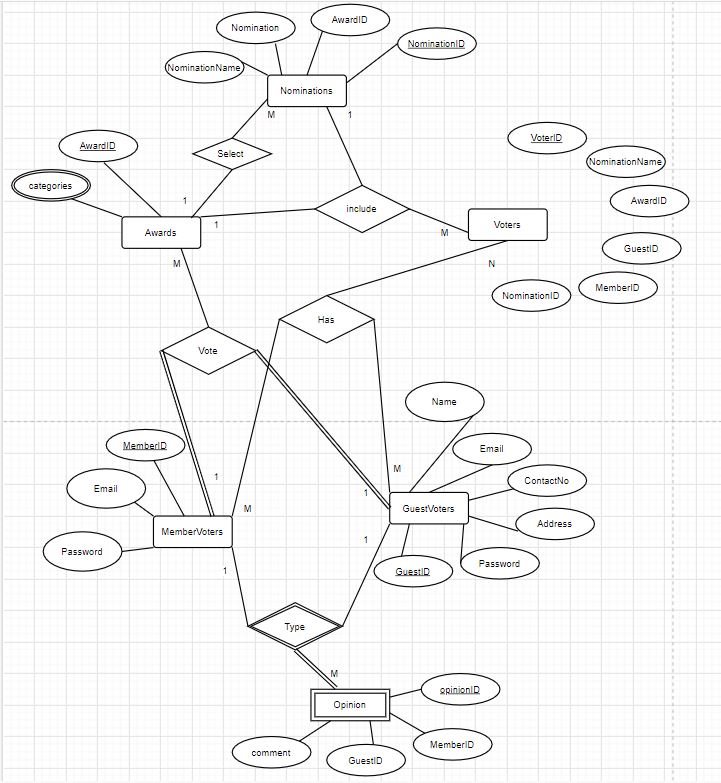 AwardID
Nomination
NominationID
NominationName
Nominations
M
1
VoterID
AwardID
Select
NominationName
categories
1
AwardID
include
1
Voters
Awards
M
GuestID
M
N
MemberID
NominationID
Has
Vote
Name
MemberID
Email
M
1
ContactNo
Email
1
M
GuestVoters
Address
MemberVoters
1
Password
Password
1
GuestID
Type
M
opinionID
Opinion
MemberID
comment
GuestID